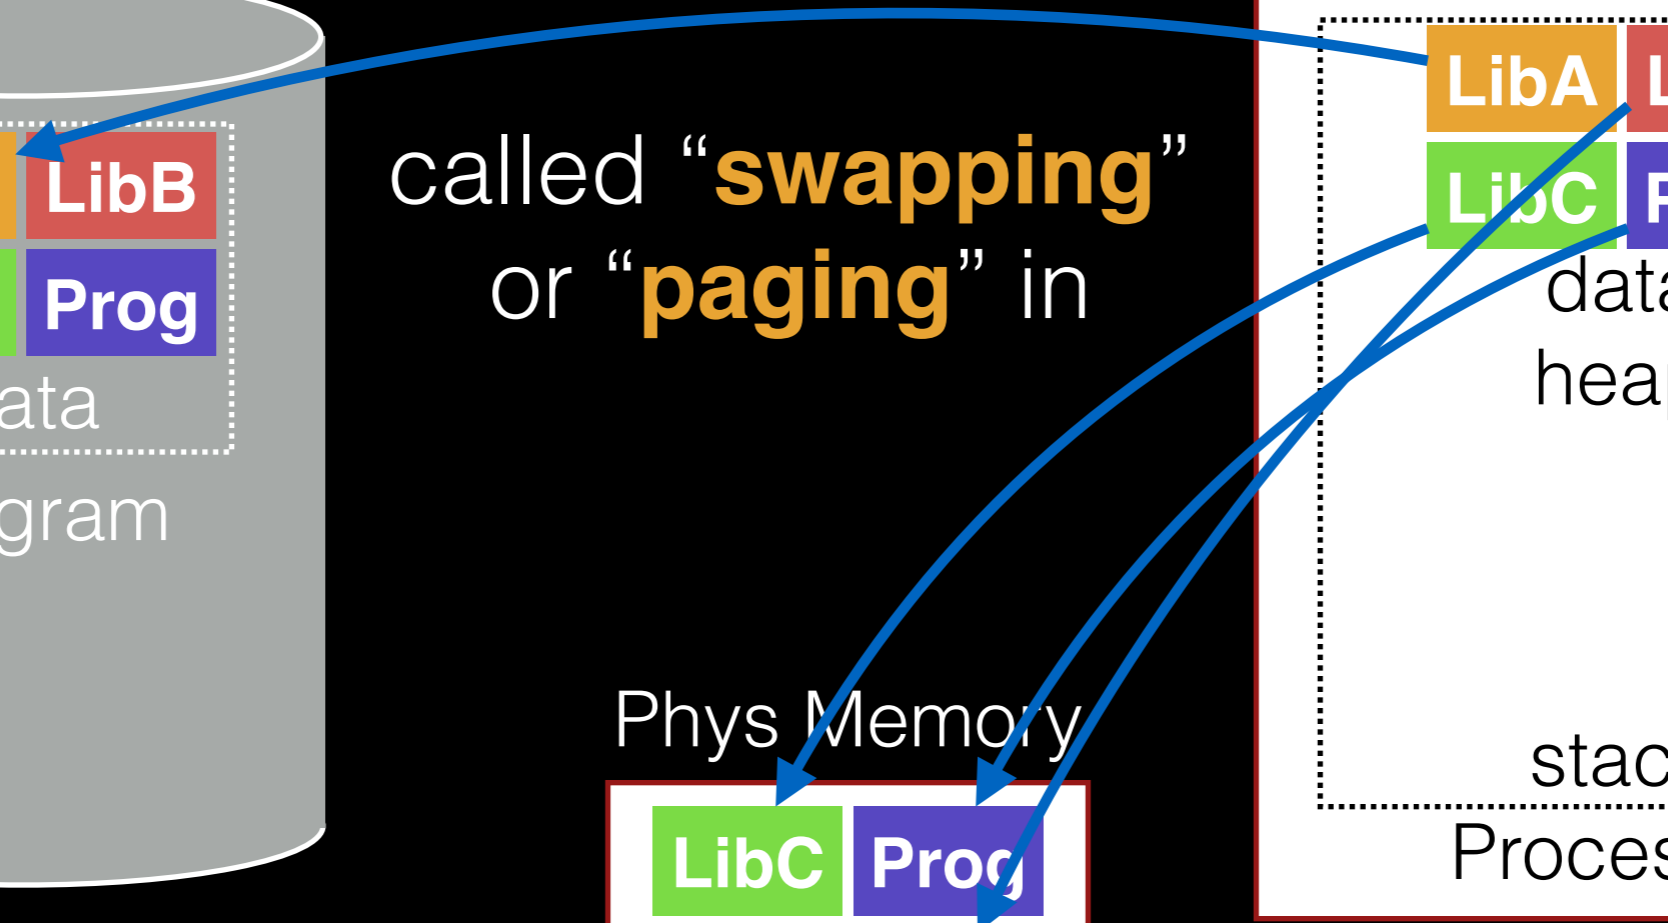 LibB
Prog
ata
gram
called “swapping”
or “paging” in
Phys Memory
LibC Prog
LibA L
LibC P
data
heap
stac
Proces